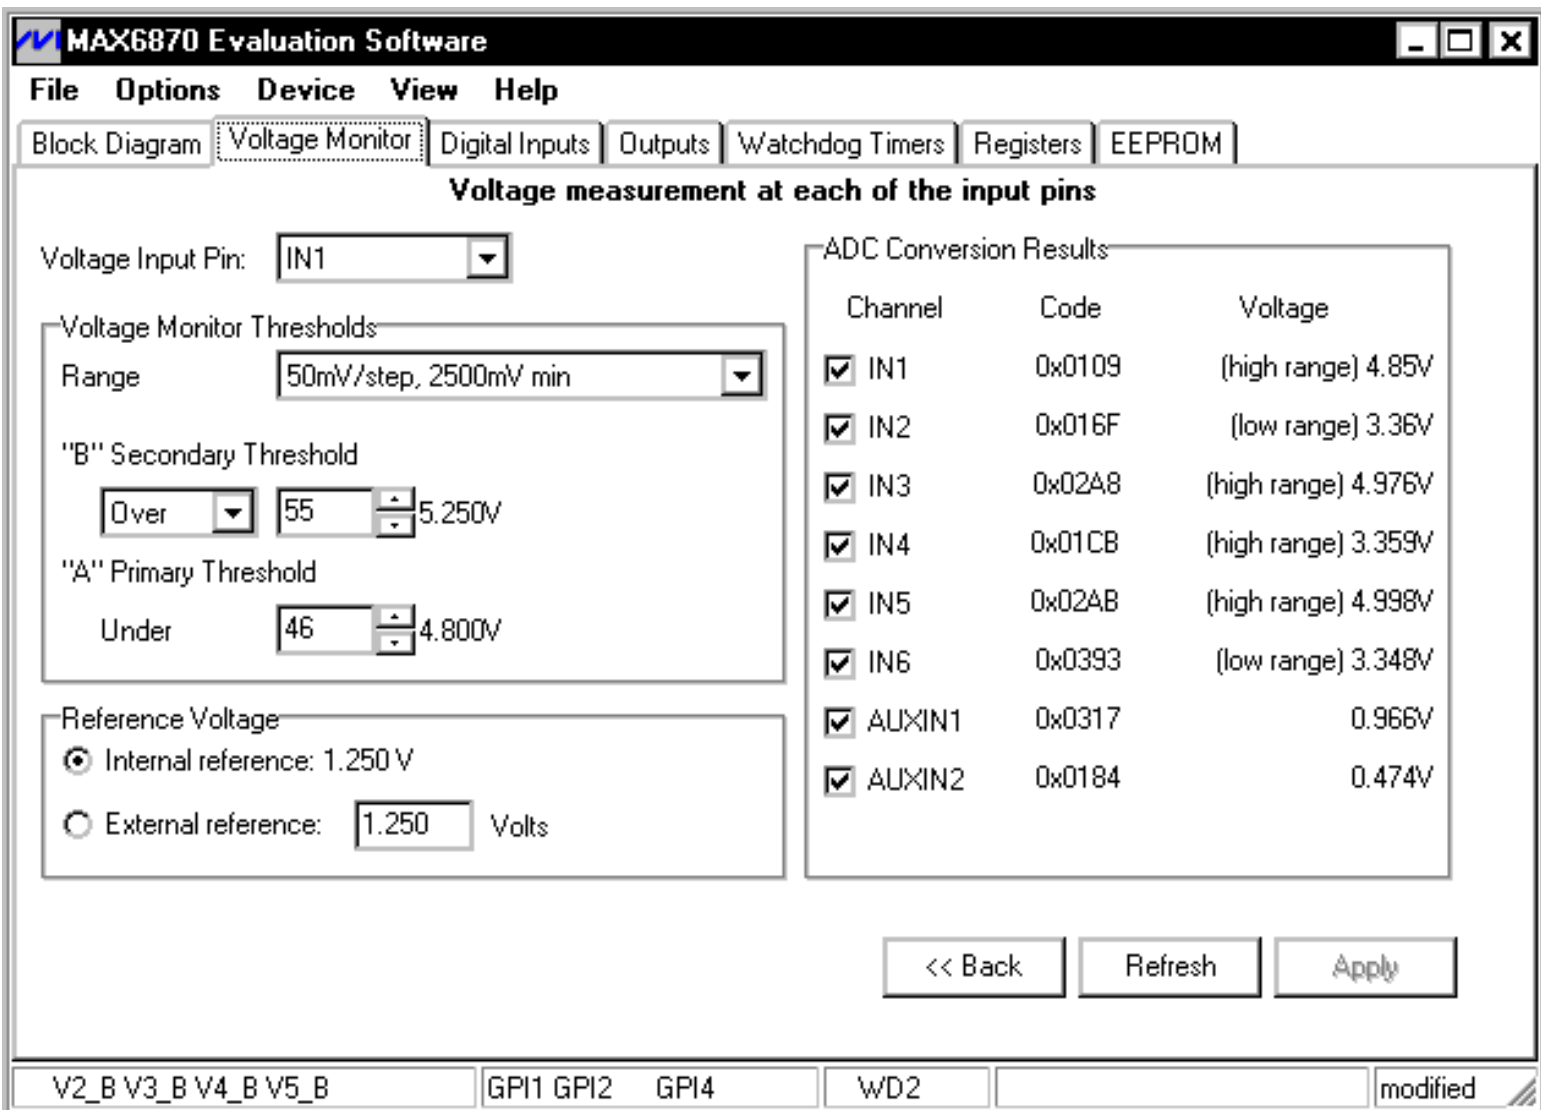 MAX6870 Evaluation Software
File Options Device View Help
Block Diagram Voltage Monitor Digital Inputs Outputs Watchdog Timers Registers EEPROM
Voltage measurement at each of the input pins
Voltage Input Pin: IN1
Voltage Monitor Thresholds
Range 50mV/step, 2500mV min
"B" Secondary Threshold
Over 55 5.250V
"A" Primary Threshold
Under 46 4.800V
Reference Voltage
Internal reference: 1.250 V
External reference: 1.250 Volts
ADC Conversion Results
Channel Code Voltage
IN1 0x0109 (high range) 4.85V
IN2 0x016F (low range) 3.36V
IN3 0x02A8 (high range) 4.976V
IN4 0x01CB (high range) 3.359V
IN5 0x02AB (high range) 4.998V
IN6 0x0393 (low range) 3.348V
AUXIN1 0x0317 0.966V
AUXIN2 0x0184 0.474V
<< Back Refresh Apply
V2_B V3_B V4_B V5_B GPI1 GPI2 GPI4 WD2 modified